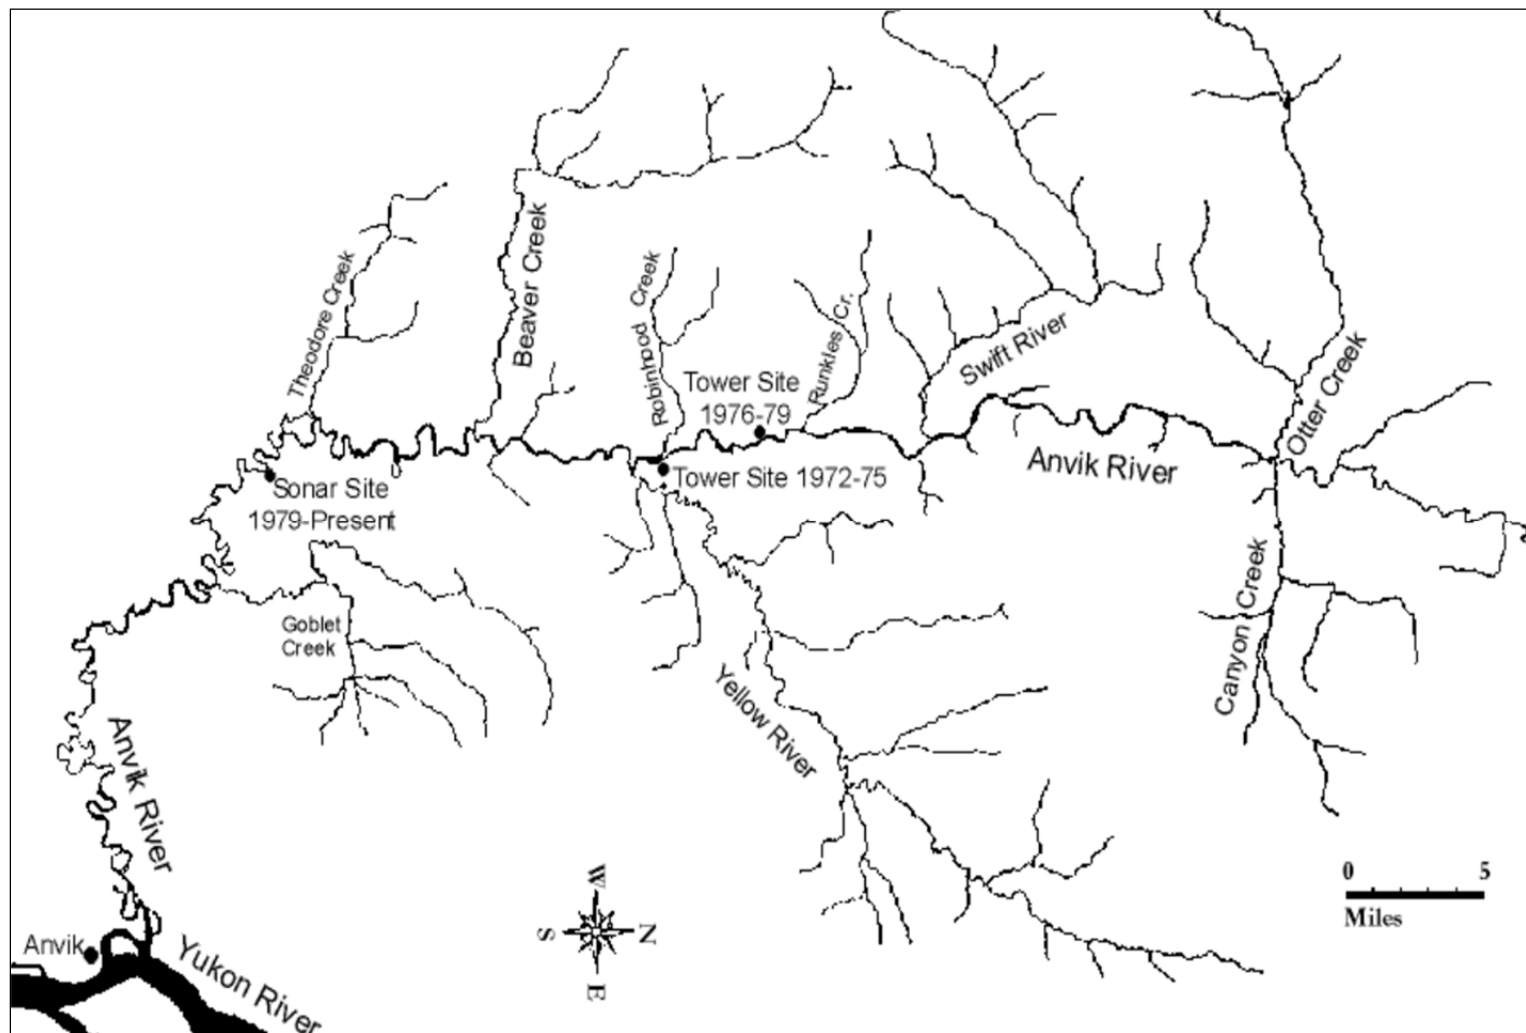 Theodore Creek
Beaver Creek
Robinhood Creek
Tower Site
1976-79
Runkles Cr.
Swift River
Otter Creek
Anvik River
Tower Site 1972-75
Sonar Site
1979-Present
Goblet
Creek
Canyon Creek
Yellow River
Anvik River
0 5
Miles
W
S N
E
Anvik
Yukon River